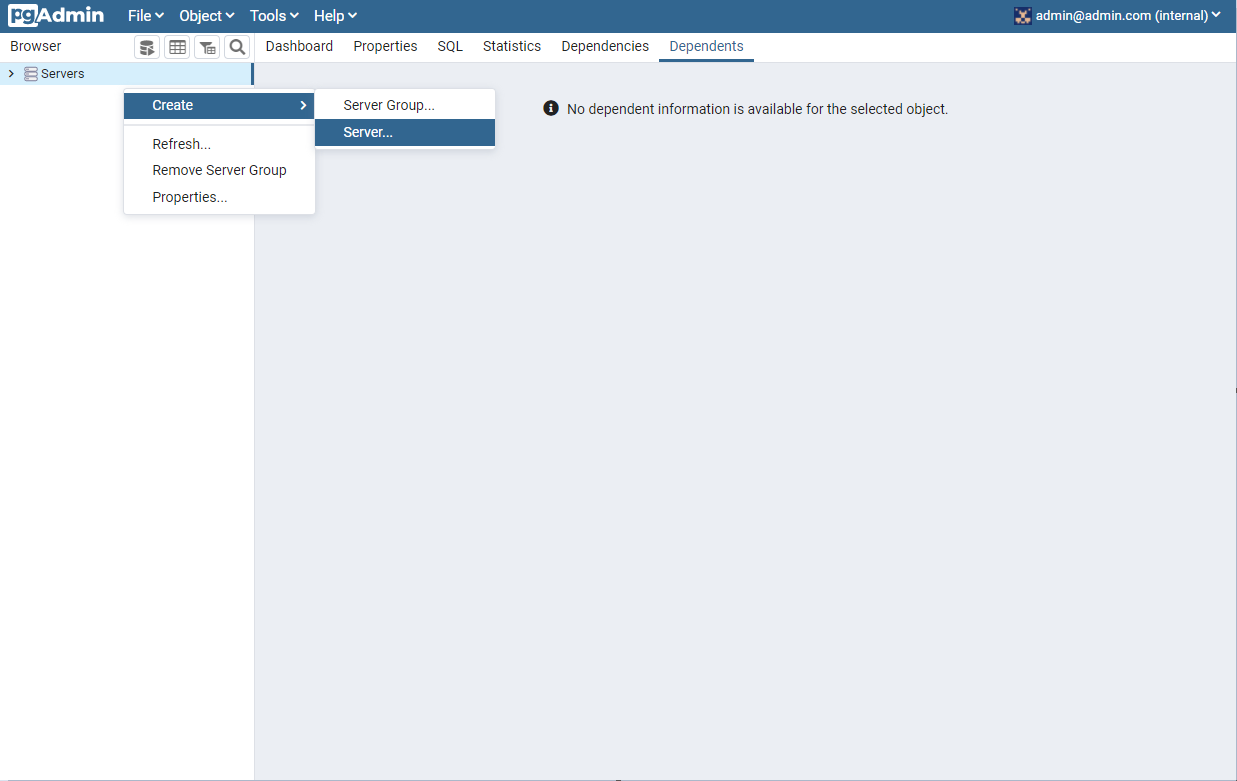 pgAdmin File Object Tools Help admin@admin.com (internal)
Browser Dashboard Properties SQL Statistics Dependencies Dependents
Servers
Create Server Group...
No dependent information is available for the selected object.
Server...
Refresh...
Remove Server Group
Properties...